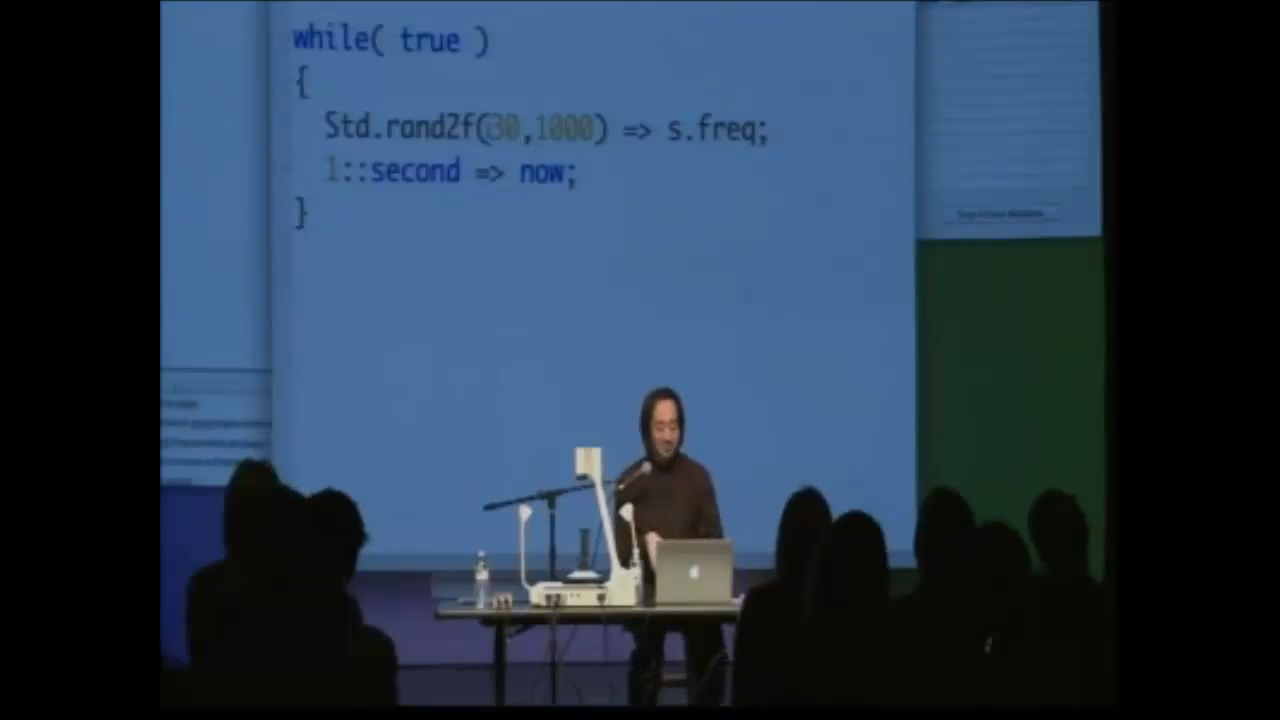 while( true )
{
Std.rand2f(30,1000) => s.freq;
1::second => now;
}